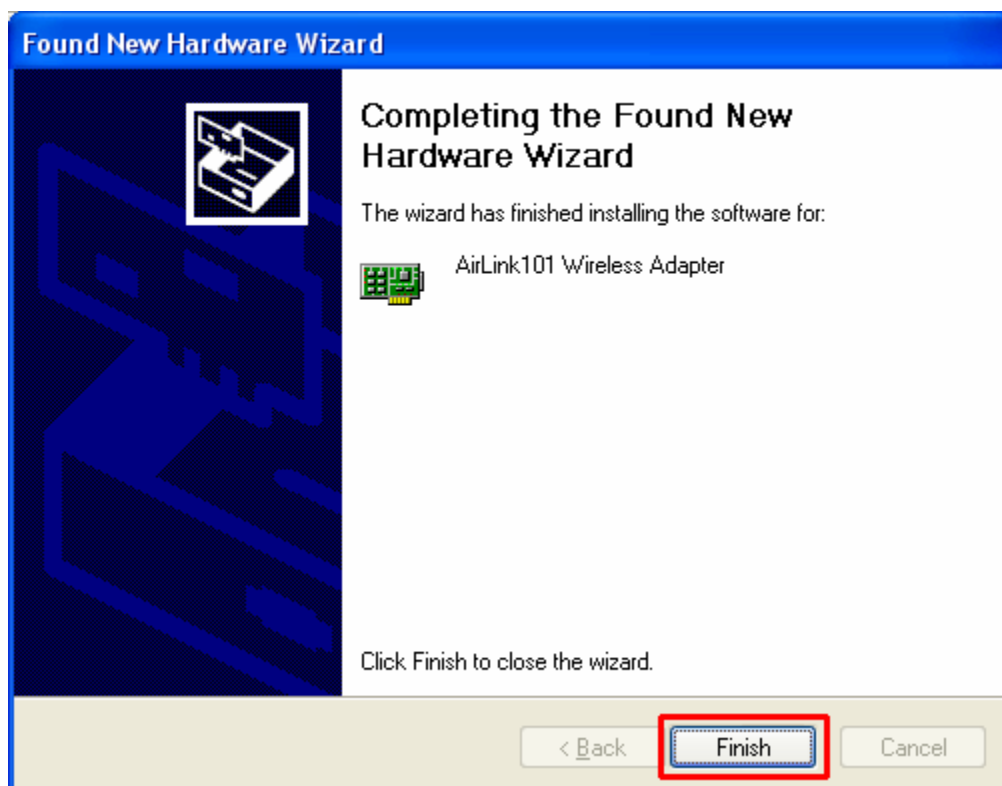 Found New Hardware Wizard
Completing the Found New
Hardware Wizard
The wizard has finished installing the software for:
AirLink101 Wireless Adapter
Click Finish to close the wizard.
< Back Finish Cancel